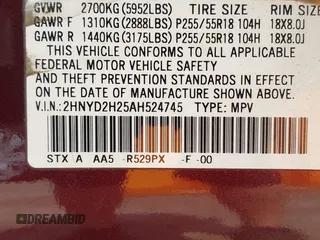 GVWR 2700KG (5952LBS) TIRE SIZE RIM SIZE
GAWR F 1310KG (2888LBS) P255/55R18 104H 18X8.0J
GAWR R 1440KG (3175LBS) P255/55R18 104H 18X8.0J
THIS VEHICLE CONFORMS TO ALL APPLICABLE
FEDERAL MOTOR VEHICLE SAFETY
AND THEFT PREVENTION STANDARDS IN EFFECT
ON THE DATE OF MANUFACTURE SHOWN ABOVE.
V.I.N.: 2HNYD2H25AH524745 TYPE: MPV
STX A AA5 R529PX -F -00
DREAMBID